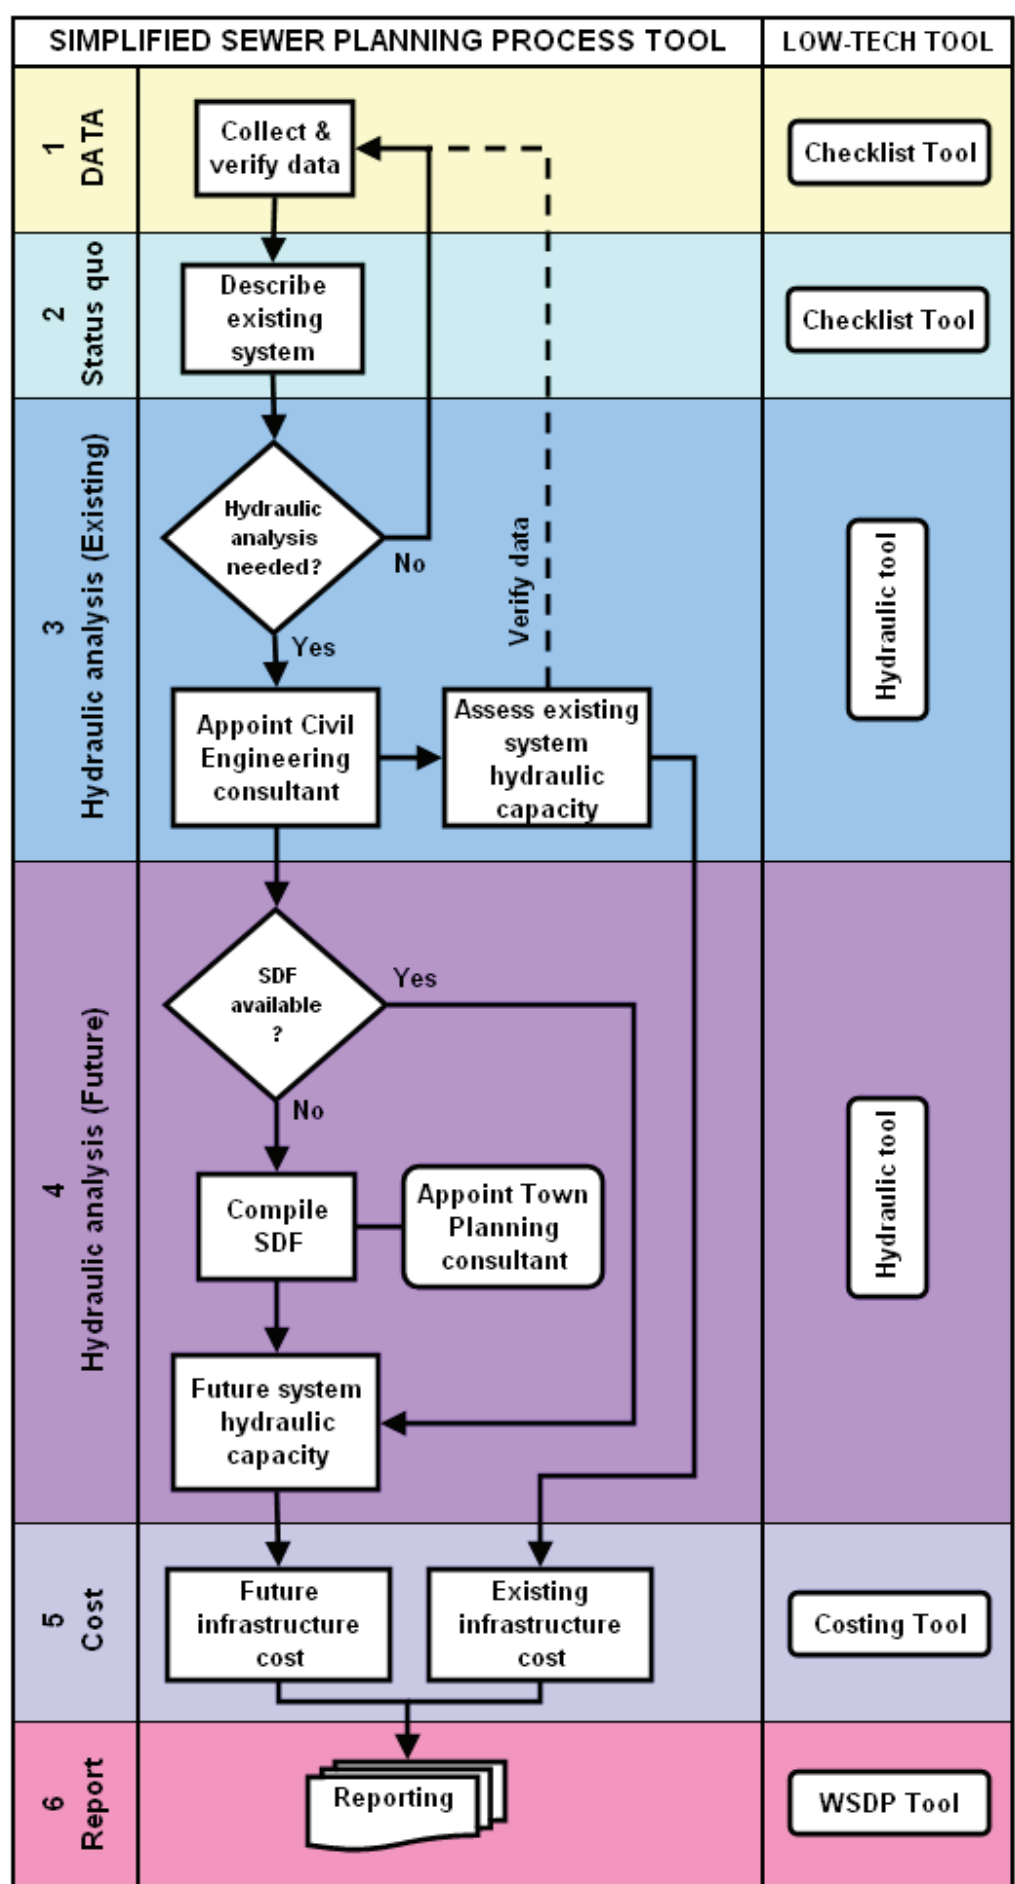 SIMPLIFIED SEWER PLANNING PROCESS TOOL
LOW-TECH TOOL
1
DATA
Collect &
verify data
Checklist Tool
2
Status quo
Describe
existing
system
Checklist Tool
3
Hydraulic analysis (Existing)
Hydraulic
analysis
needed?
No
Yes
Verify data
Appoint Civil
Engineering
consultant
Assess existing
system
hydraulic
capacity
Hydraulic tool
4
Hydraulic analysis (Future)
SDF
available
?
Yes
No
Compile
SDF
Appoint Town
Planning
consultant
Future system
hydraulic
capacity
Hydraulic tool
5
Cost
Future
infrastructure
cost
Existing
infrastructure
cost
Costing Tool
6
Report
Reporting
WSDP Tool